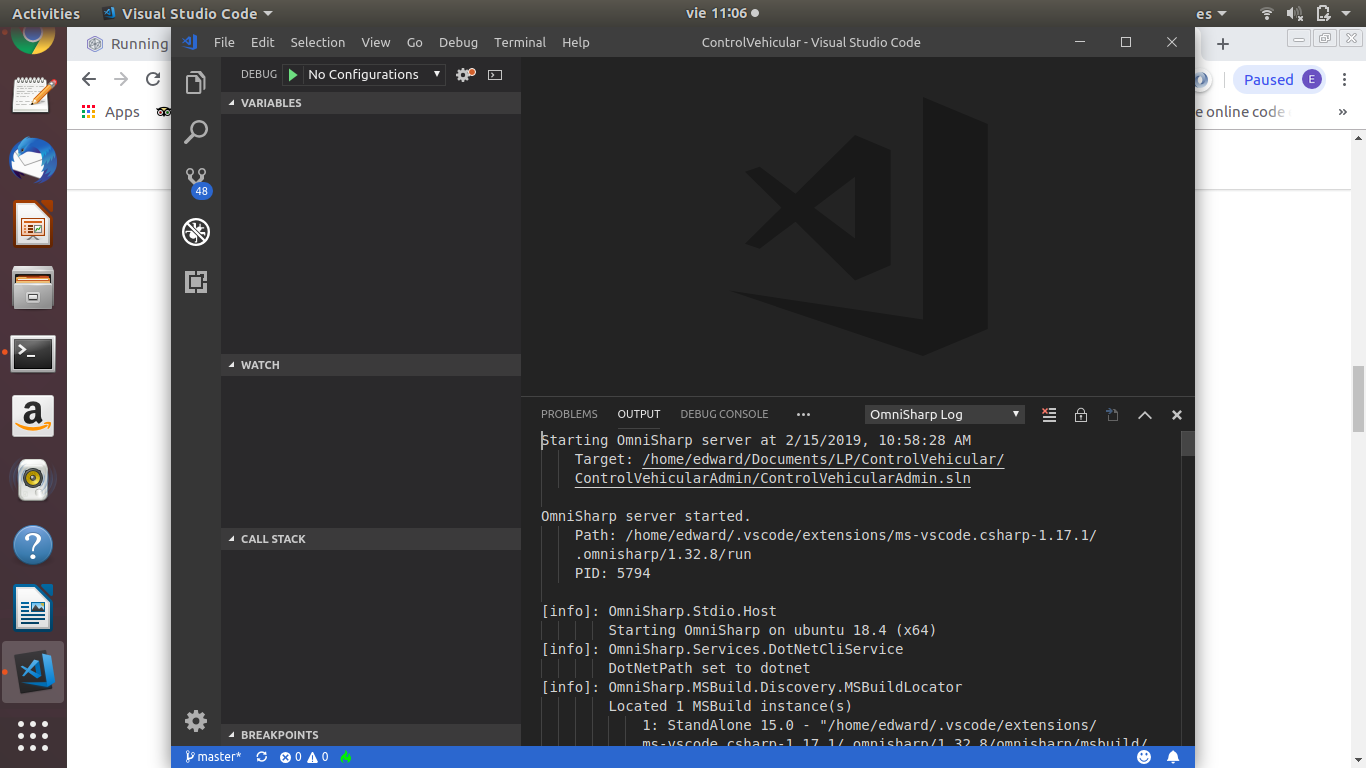 Activities
Visual Studio Code
vie 11:06
es
Running
Paused
E
Apps
e online code
»
File Edit Selection View Go Debug Terminal Help
ControlVehicular - Visual Studio Code
DEBUG
No Configurations
VARIABLES
48
WATCH
CALL STACK
BREAKPOINTS
PROBLEMS OUTPUT DEBUG CONSOLE ···
OmniSharp Log
Starting OmniSharp server at 2/15/2019, 10:58:28 AM
Target: /home/edward/Documents/LP/ControlVehicular/
ControlVehicularAdmin/ControlVehicularAdmin.sln
OmniSharp server started.
Path: /home/edward/.vscode/extensions/ms-vscode.csharp-1.17.1/
.omnisharp/1.32.8/run
PID: 5794
[info]: OmniSharp.Stdio.Host
Starting OmniSharp on ubuntu 18.4 (x64)
[info]: OmniSharp.Services.DotNetCliService
DotNetPath set to dotnet
[info]: OmniSharp.MSBuild.Discovery.MSBuildLocator
Located 1 MSBuild instance(s)
1: StandAlone 15.0 - "/home/edward/.vscode/extensions/
ms-vscode.csharp-1.17.1/.omnisharp/1.32.8/omnisharp/msbuild/
master*
0 0